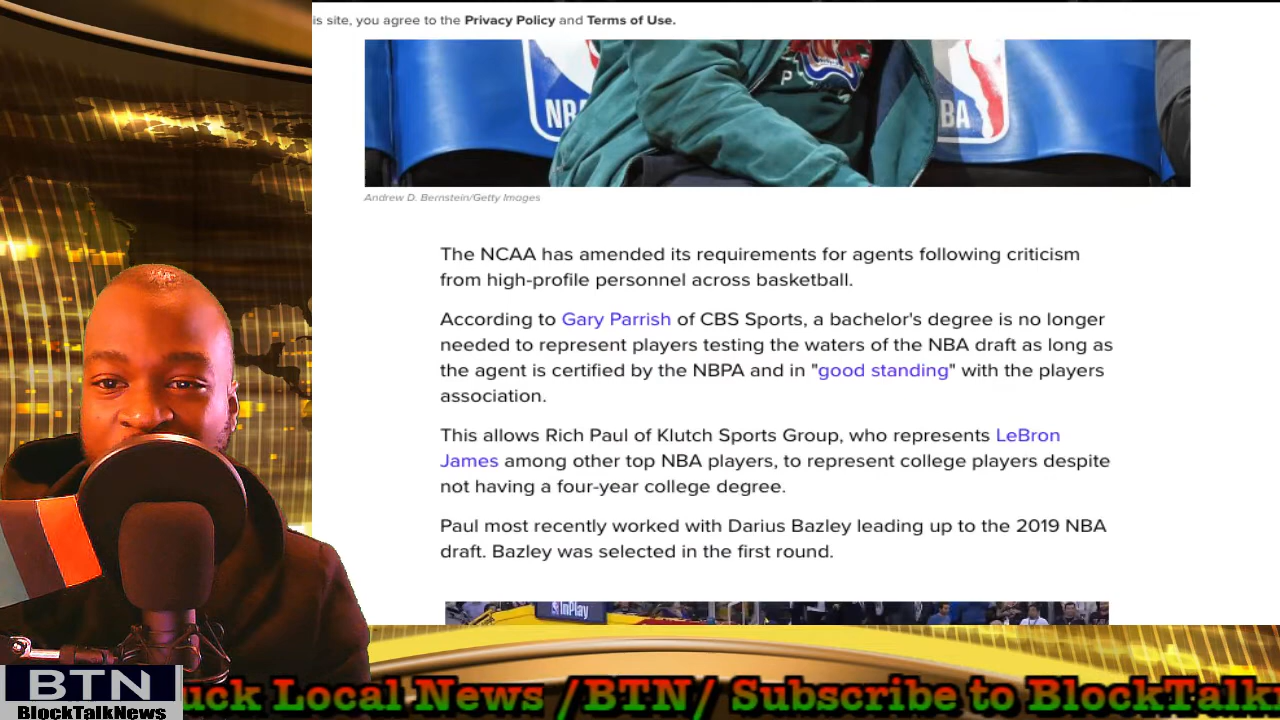 is site, you agree to the Privacy Policy and Terms of Use.
NB
BA
P
Andrew D. Bernstein/Getty Images
The NCAA has amended its requirements for agents following criticism
from high-profile personnel across basketball.
According to Gary Parrish of CBS Sports, a bachelor's degree is no longer
needed to represent players testing the waters of the NBA draft as long as
the agent is certified by the NBPA and in "good standing" with the players
association.
This allows Rich Paul of Klutch Sports Group, who represents LeBron
James among other top NBA players, to represent college players despite
not having a four-year college degree.
Paul most recently worked with Darius Bazley leading up to the 2019 NBA
draft. Bazley was selected in the first round.
InPlay
BTN
BlockTalkNews
uck Local News /BTN/ Subscribe to BlockTalk